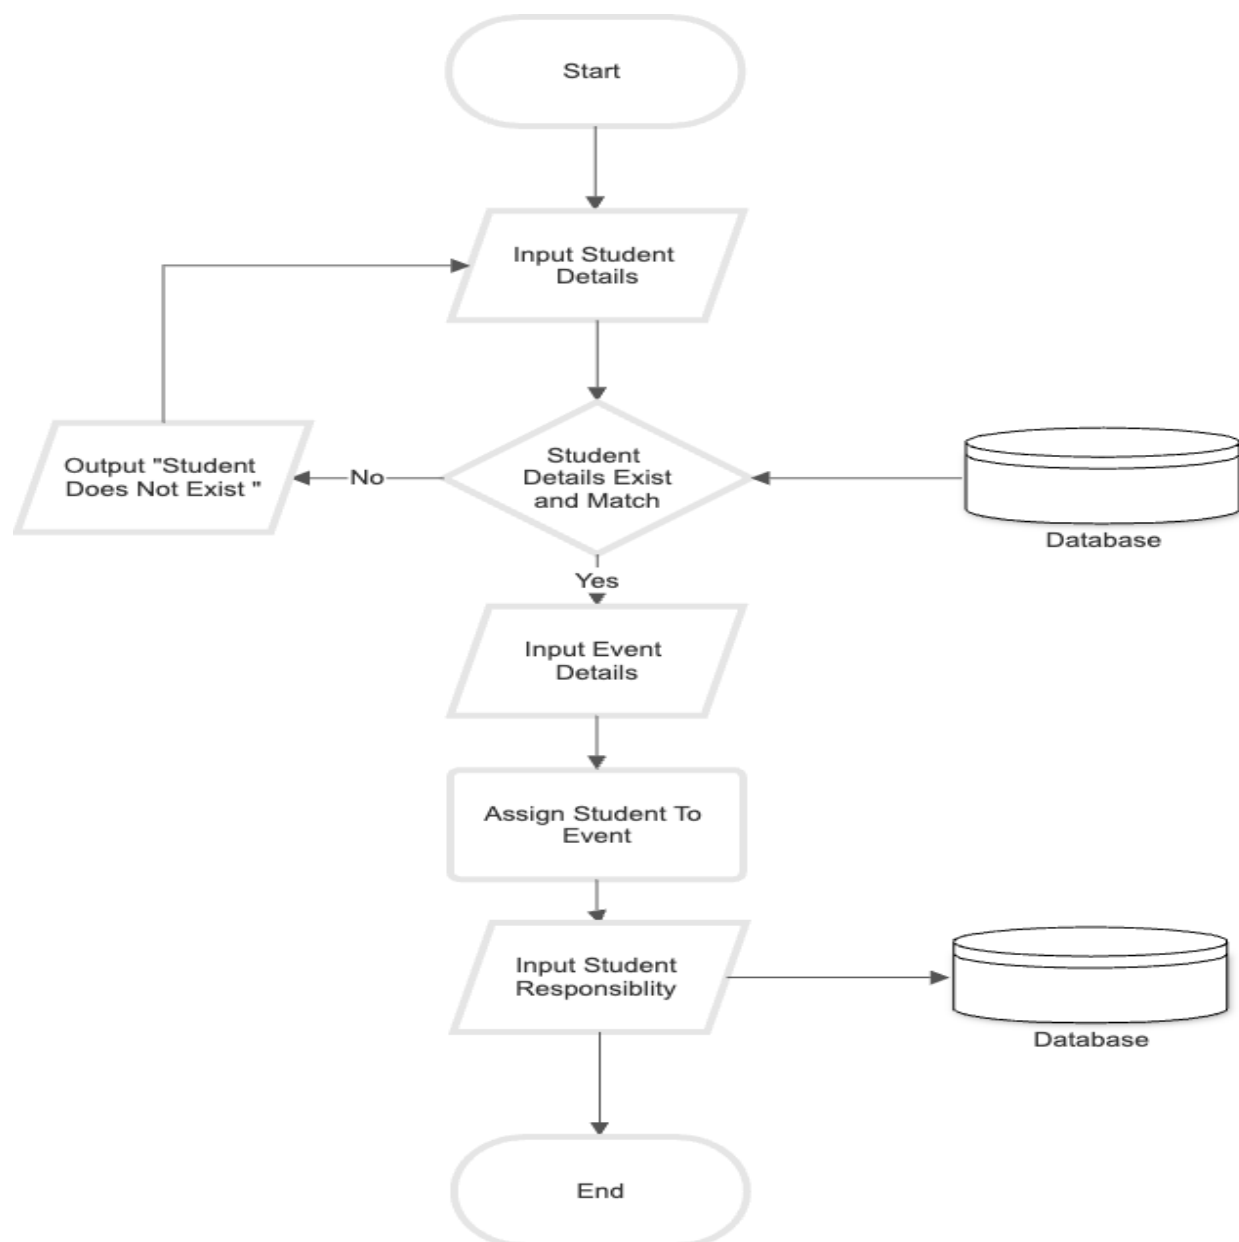 Start
Input Student
Details
Student
Details Exist
and Match
No
Output "Student
Does Not Exist "
Database
Yes
Input Event
Details
Assign Student To
Event
Input Student
Responsiblity
Database
End